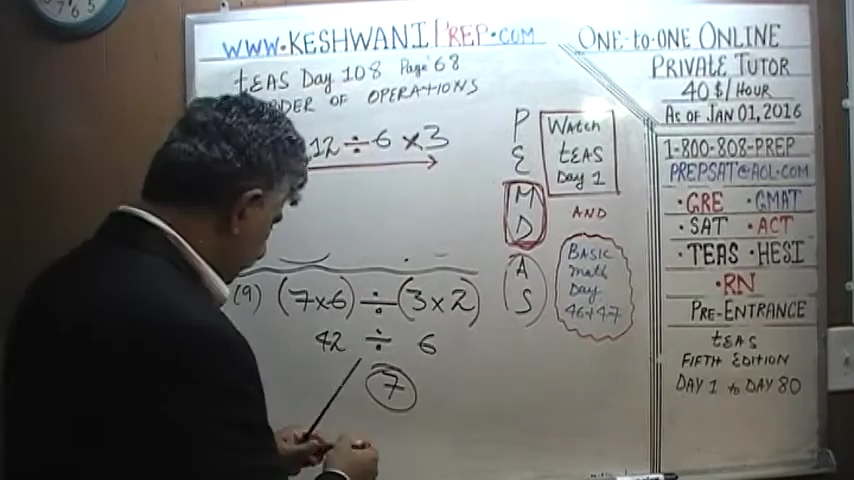 7 6 5
WWW.KESHWANIPREP.COM
TEAS Day 108 Page 68
ORDER OF OPERATIONS
12 ÷ 6 × 3
(9) (7×6) ÷ (3×2)
42 ÷ 6
7
P
E
M
D
A
S
WATCH
TEAS
Day 1
AND
BASIC
Math
Day
46+47
ONE-TO-ONE ONLINE
PRIVATE TUTOR
40 $/HOUR
AS OF JAN 01, 2016
1-800-808-PREP
PREPSAT@AOL.COM
•GRE •GMAT
•SAT •ACT
•TEAS •HESI
•RN
PRE-ENTRANCE
TEAS
FIFTH EDITION
DAY 1 to DAY 80